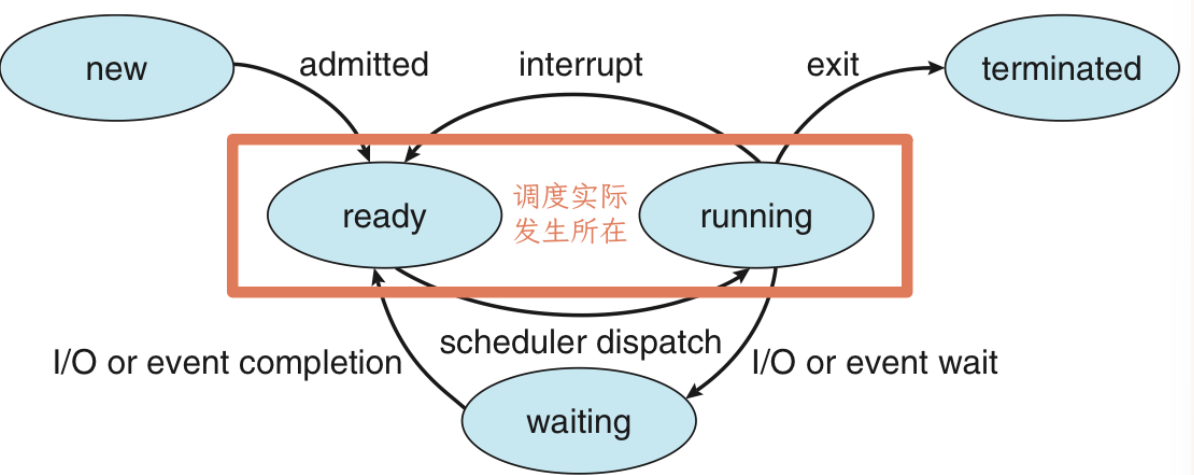 new
admitted
interrupt
exit
terminated
ready
调度实际
发生所在
running
scheduler dispatch
I/O or event completion
I/O or event wait
waiting